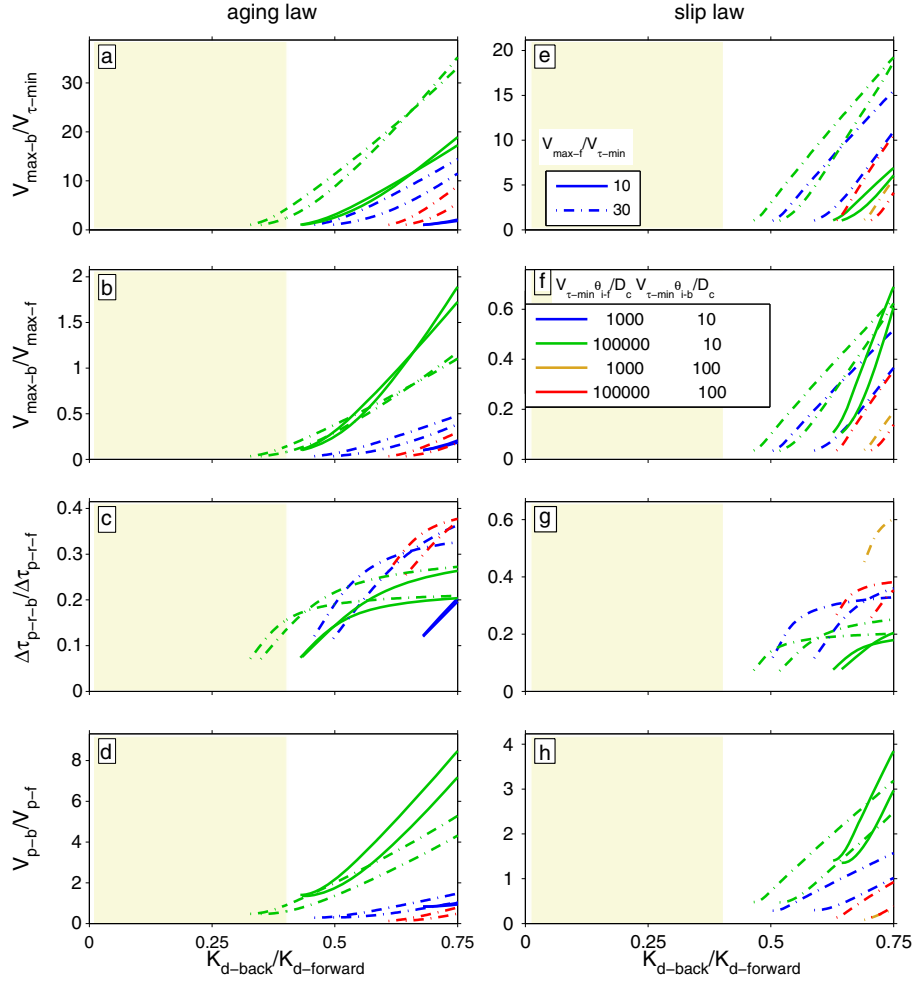 aging law
slip law
a
30
20
10
0
V_max−b/V_τ−min
e
20
15
10
5
0
V_max−f/V_τ−min
10
30
b
2
1.5
1
0.5
0
V_max−b/V_max−f
f
V_τ−min θ_i−f/D_c V_τ−min θ_i−b/D_c
1000 10
100000 10
1000 100
100000 100
0.6
0.4
0.2
0
c
0.4
0.3
0.2
0.1
0
Δτ_p−r−b/Δτ_p−r−f
g
0.6
0.4
0.2
0
d
8
6
4
2
0
V_p−b/V_p−f
h
4
3
2
1
0
0 0.25 0.5 0.75
0 0.25 0.5 0.75
K_d−back/K_d−forward
K_d−back/K_d−forward